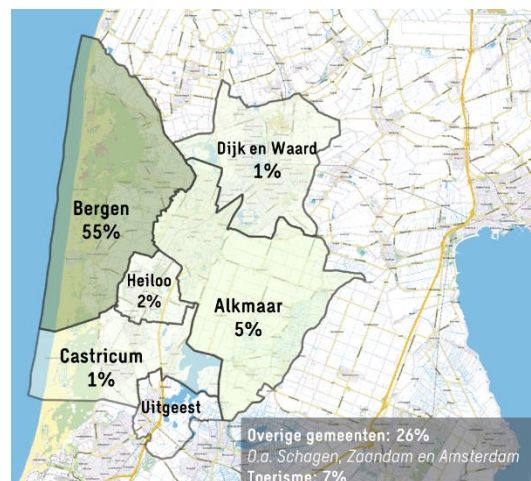 Dijk en Waard
1%
Bergen
55%
Heiloo
2%
Alkmaar
5%
Castricum
1%
Uitgeest
Overige gemeenten: 26%
O.a. Schagen, Zaandam en Amsterdam
Toerisme: 7%